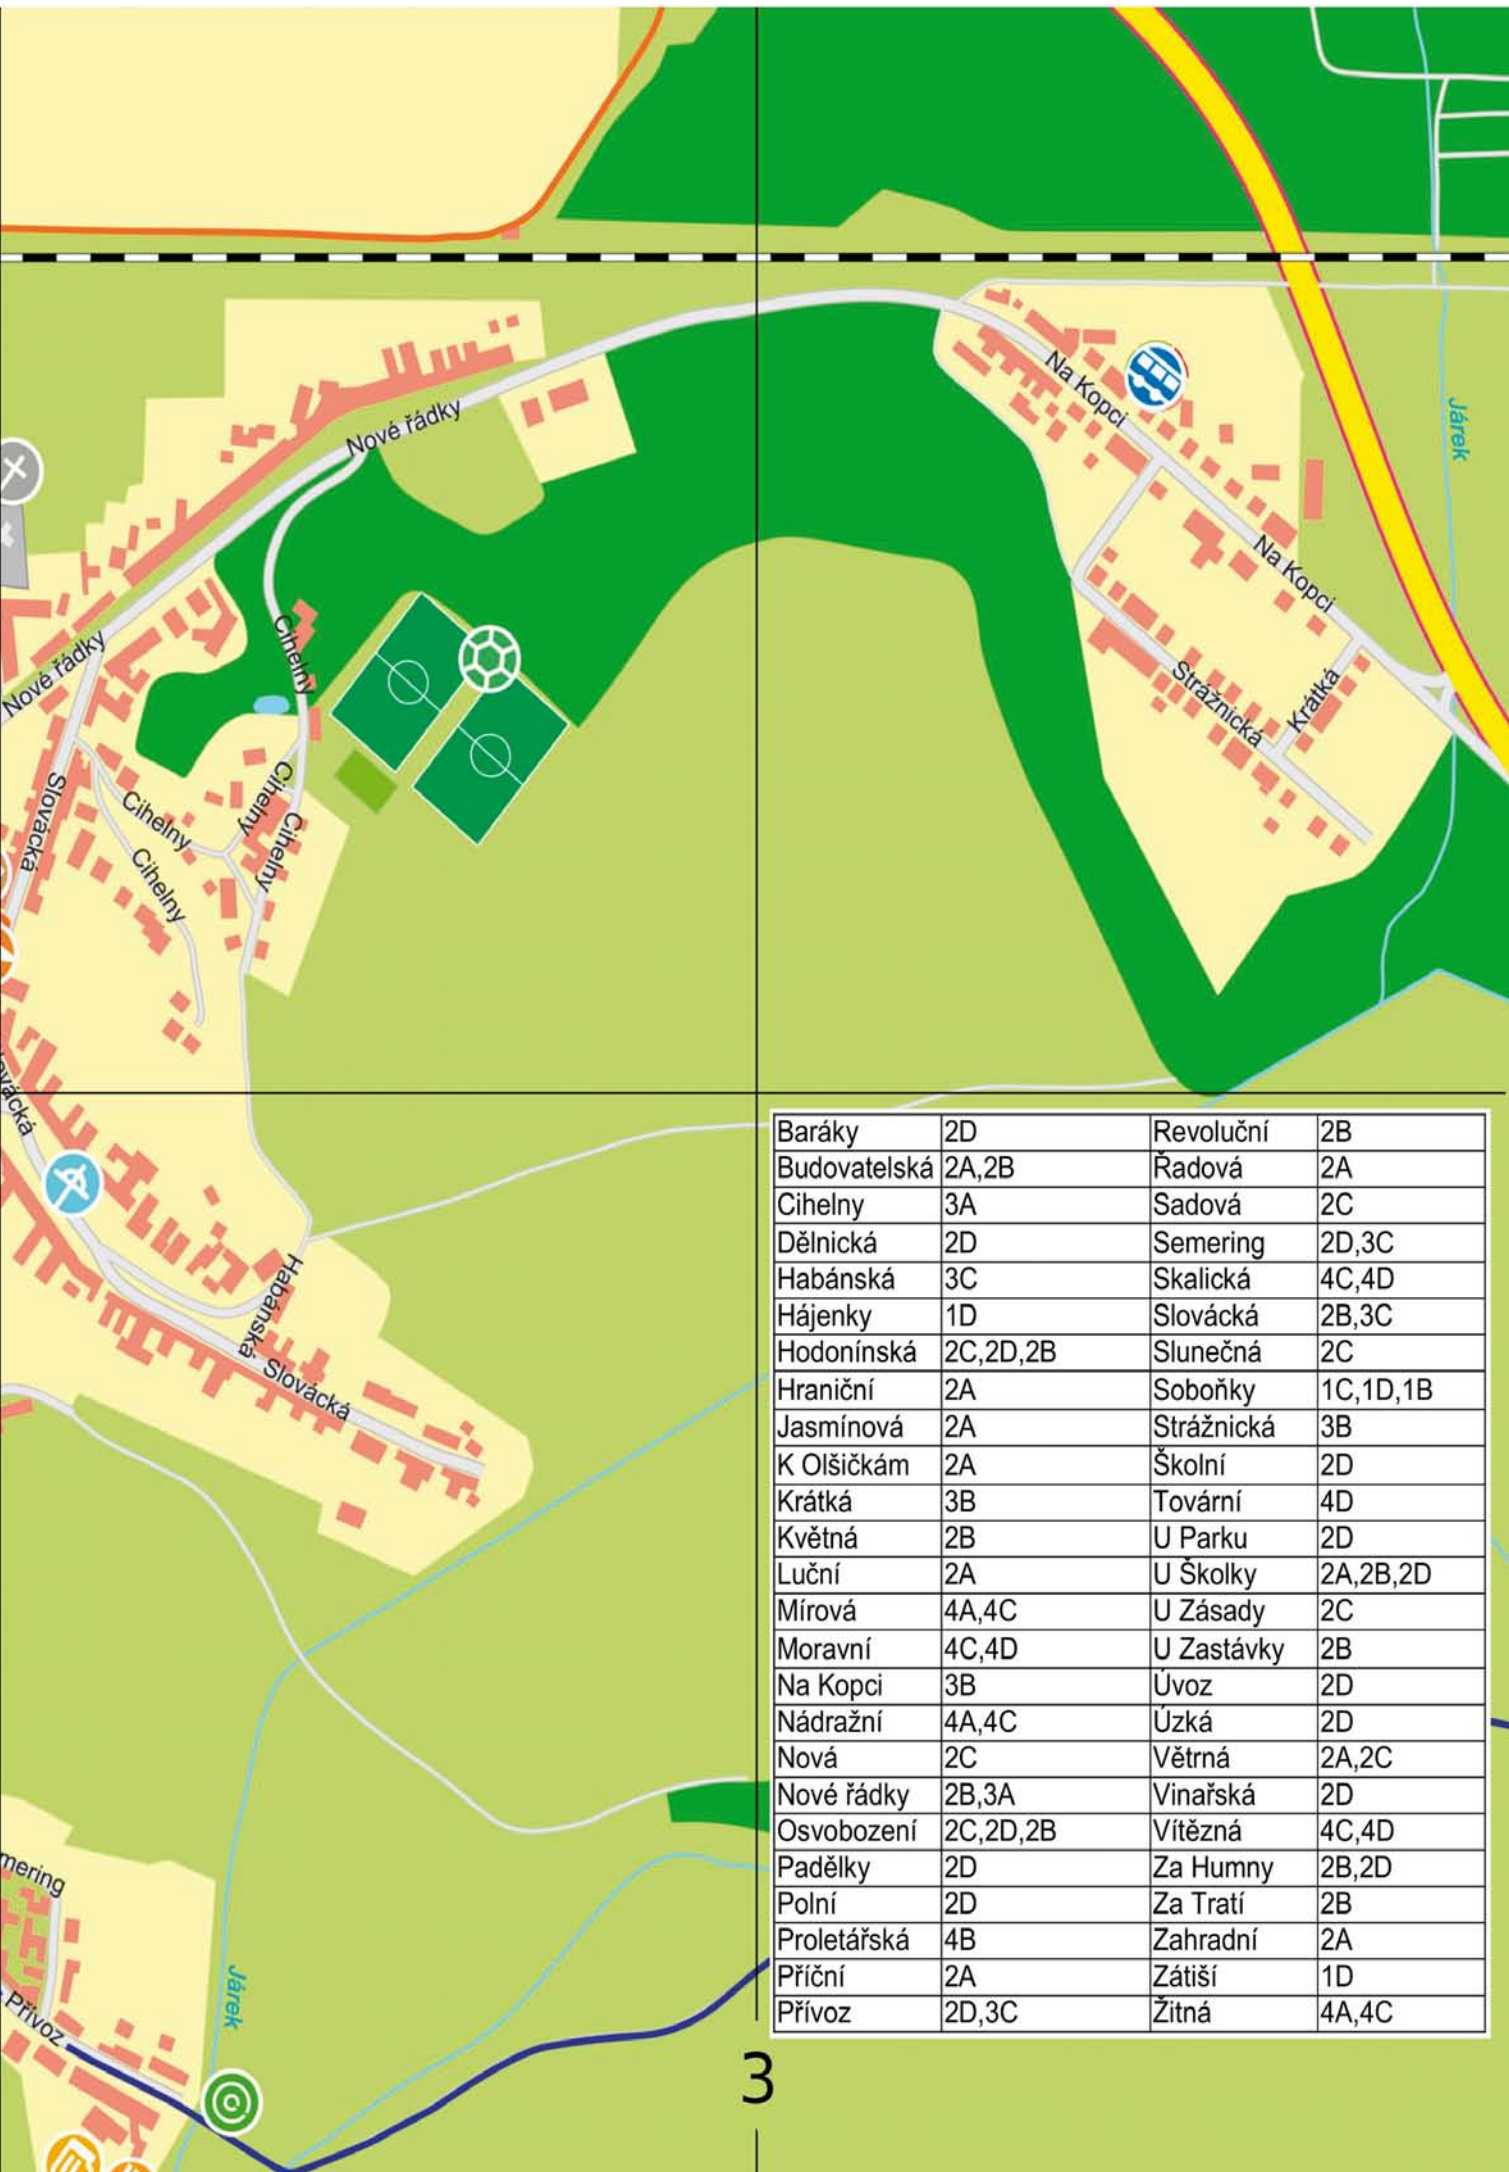 Nové řádky
Na Kopci
Járek
Na Kopci
Cihelny
Nové řádky
Strážnická
Krátká
Slovácká
Cihelny
Cihelny
Cihelny
Cihelny
Habánská
Slovácká
Přívoz
Járek
Baráky 2D Revoluční 2B
Budovatelská 2A,2B Řadová 2A
Cihelny 3A Sadová 2C
Dělnická 2D Semering 2D,3C
Habánská 3C Skalická 4C,4D
Hájenky 1D Slovácká 2B,3C
Hodonínská 2C,2D,2B Slunečná 2C
Hraniční 2A Soboňky 1C,1D,1B
Jasmínová 2A Strážnická 3B
K Olšičkám 2A Školní 2D
Krátká 3B Tovární 4D
Květná 2B U Parku 2D
Luční 2A U Školky 2A,2B,2D
Mírová 4A,4C U Zásady 2C
Moravní 4C,4D U Zastávky 2B
Na Kopci 3B Úvoz 2D
Nádražní 4A,4C Úzká 2D
Nová 2C Větrná 2A,2C
Nové řádky 2B,3A Vinařská 2D
Osvobození 2C,2D,2B Vítězná 4C,4D
Padělky 2D Za Humny 2B,2D
Polní 2D Za Tratí 2B
Proletářská 4B Zahradní 2A
Příční 2A Zátiší 1D
Přívoz 2D,3C Žitná 4A,4C
3